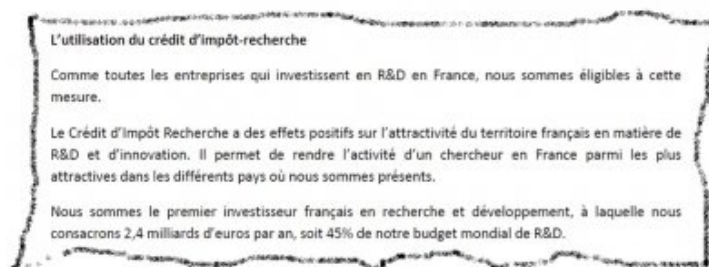 L'utilisation du crédit d'impôt-recherche
Comme toutes les entreprises qui investissent en R&D en France, nous sommes éligibles à cette
mesure.
Le Crédit d'Impôt Recherche a des effets positifs sur l'attractivité du territoire français en matière de
R&D et d'innovation. Il permet de rendre l'activité d'un chercheur en France parmi les plus
attractives dans les différents pays où nous sommes présents.
Nous sommes le premier investisseur français en recherche et développement, à laquelle nous
consacrons 2,4 milliards d'euros par an, soit 45% de notre budget mondial de R&D.